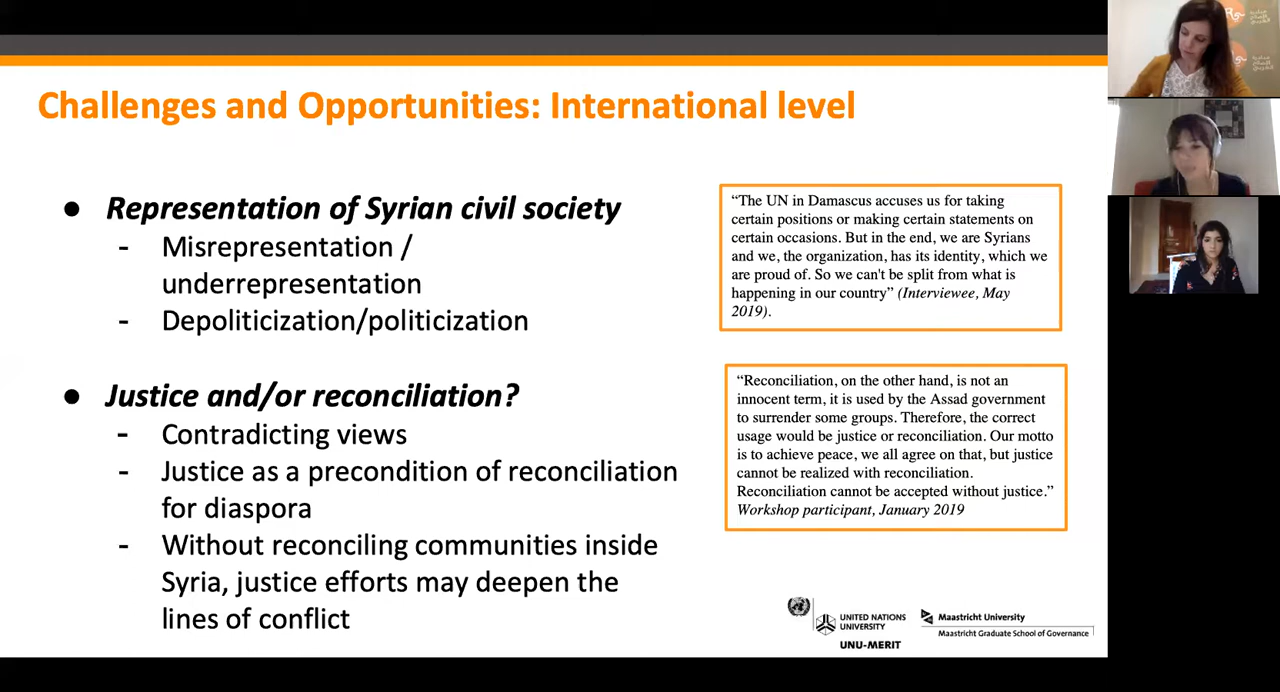 Challenges and Opportunities: International level
● Representation of Syrian civil society
- Misrepresentation /
underrepresentation
- Depoliticization/politicization
● Justice and/or reconciliation?
- Contradicting views
- Justice as a precondition of reconciliation
for diaspora
- Without reconciling communities inside
Syria, justice efforts may deepen the
lines of conflict
“The UN in Damascus accuses us for taking
certain positions or making certain statements on
certain occasions. But in the end, we are Syrians
and we, the organization, has its identity, which we
are proud of. So we can't be split from what is
happening in our country” (Interviewee, May
2019).
“Reconciliation, on the other hand, is not an
innocent term, it is used by the Assad government
to surrender some groups. Therefore, the correct
usage would be justice or reconciliation. Our motto
is to achieve peace, we all agree on that, but justice
cannot be realized with reconciliation.
Reconciliation cannot be accepted without justice.”
Workshop participant, January 2019
UNITED NATIONS
UNIVERSITY
UNU-MERIT
Maastricht University
Maastricht Graduate School of Governance